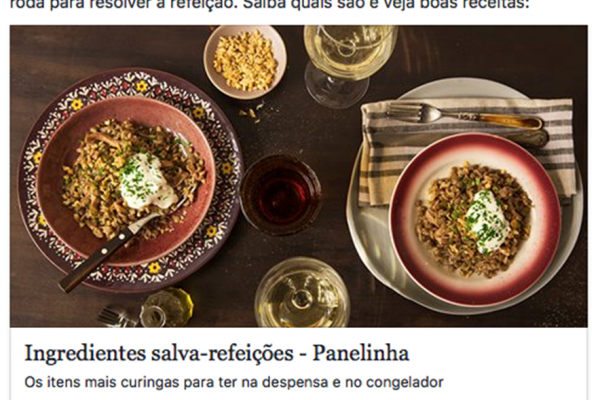 roda para resolver a refeição. Saiba quais são e veja boas receitas:
Ingredientes salva-refeições - Panelinha
Os itens mais curingas para ter na despensa e no congelador